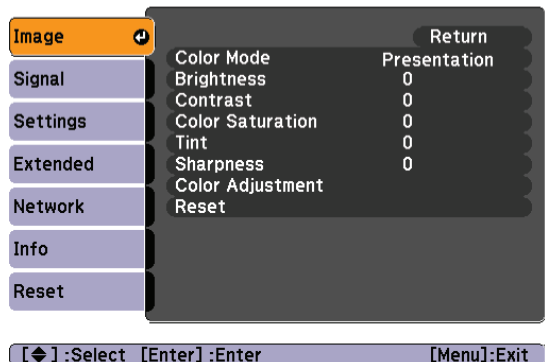 Image
Signal
Settings
Extended
Network
Info
Reset
Return
Color Mode Presentation
Brightness 0
Contrast 0
Color Saturation 0
Tint 0
Sharpness 0
Color Adjustment
Reset
[◆] :Select [Enter] :Enter [Menu]:Exit